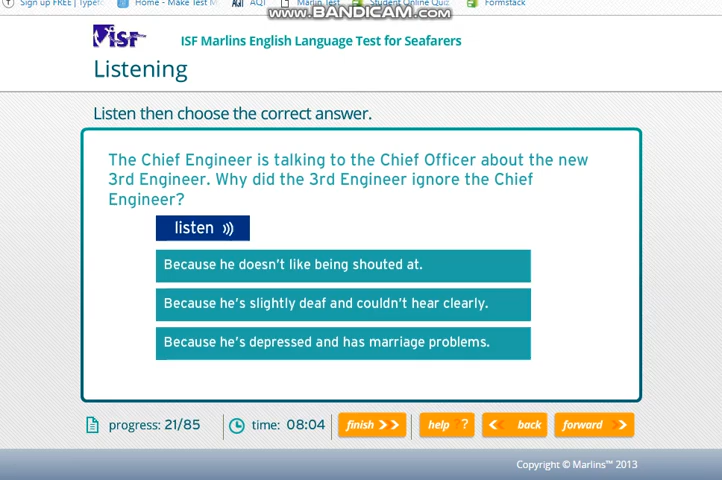 Sign up FREE | Typef
Home - Make Test M
AQT AQT
Marlin Test
Student Online Quiz
Formstack
www.BANDICAM.com
ISF
ISF Marlins English Language Test for Seafarers
Listening
Listen then choose the correct answer.
The Chief Engineer is talking to the Chief Officer about the new
3rd Engineer. Why did the 3rd Engineer ignore the Chief
Engineer?
listen
Because he doesn't like being shouted at.
Because he's slightly deaf and couldn't hear clearly.
Because he's depressed and has marriage problems.
progress: 21/85
time: 08:04
finish >>
help ??
<< back
forward >>
Copyright © Marlins™ 2013